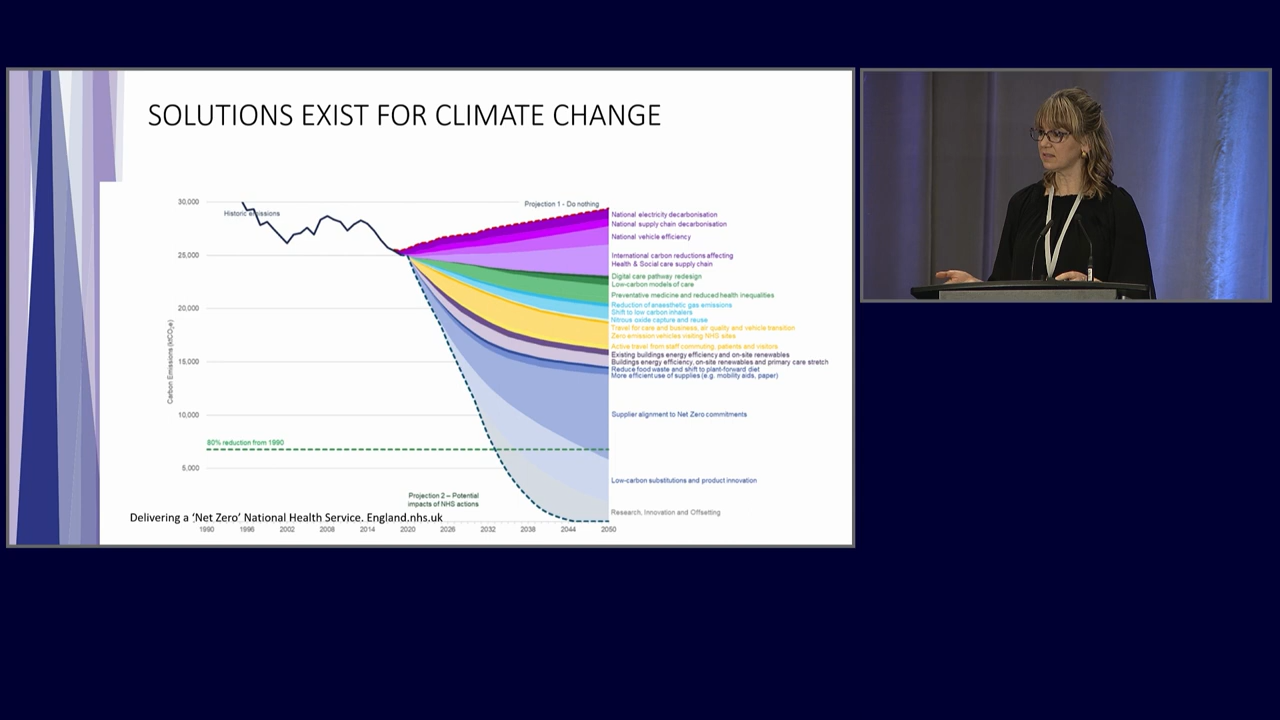 SOLUTIONS EXIST FOR CLIMATE CHANGE
30,000
Historic emissions
Projection 1 - Do nothing
National electricity decarbonisation
National supply chain decarbonisation
National vehicle efficiency
25,000
International carbon reductions affecting
Health & Social care supply chain
Digital care pathway redesign
Low-carbon models of care
Preventative medicine and reduced health inequalities
20,000
Reduction of anaesthetic gas emissions
Shift to low carbon inhalers
Nitrous oxide capture and reuse
Travel for care and business, air quality and vehicle transition
Zero emission vehicles visiting NHS sites
Active travel from staff commuting, patients and visitors
Carbon Emissions (ktCO₂e)
15,000
Existing buildings energy efficiency and on-site renewables
Buildings energy efficiency, on-site renewables and primary care stretch
Reduce food waste and shift to plant-forward diet
More efficient use of supplies (e.g. mobility aids, paper)
10,000
Supplier alignment to Net Zero commitments
80% reduction from 1990
5,000
Low-carbon substitutions and product innovation
Projection 2 – Potential
impacts of NHS actions
Research, Innovation and Offsetting
Delivering a ‘Net Zero’ National Health Service. England.nhs.uk
1990 1996 2002 2008 2014 2020 2026 2032 2038 2044 2050